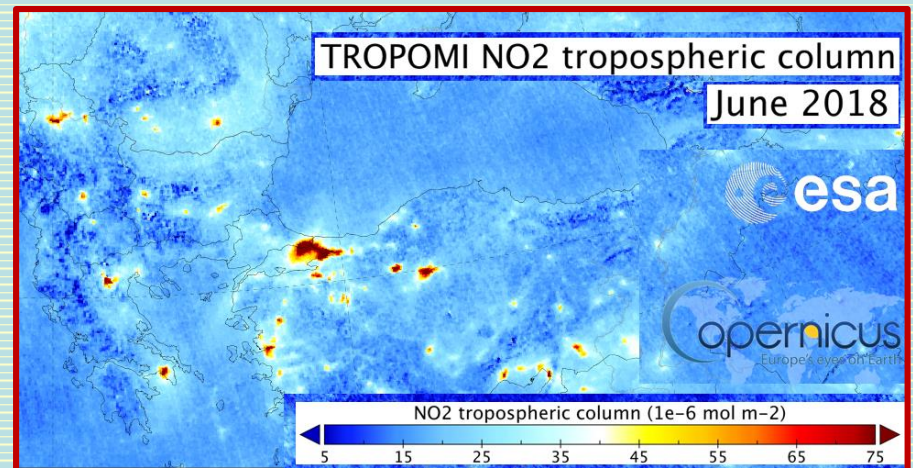 TROPOMI NO2 tropospheric column
June 2018
esa
opernicus
Europe's eyes on Earth
NO2 tropospheric column (1e-6 mol m-2)
5 15 25 35 45 55 65 75